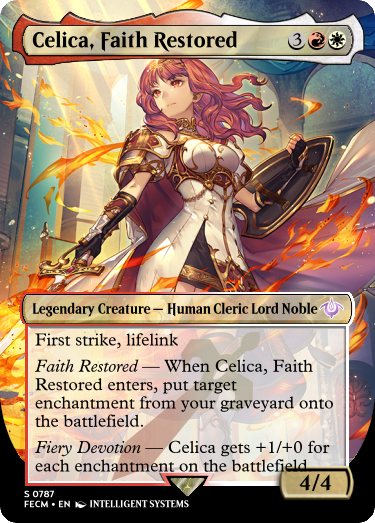 Celica, Faith Restored 3
Legendary Creature — Human Cleric Lord Noble
First strike, lifelink
Faith Restored — When Celica, Faith
Restored enters, put target
enchantment from your graveyard onto
the battlefield.
Fiery Devotion — Celica gets +1/+0 for
each enchantment on the battlefield.
4/4
S 0787
FECM • EN INTELLIGENT SYSTEMS